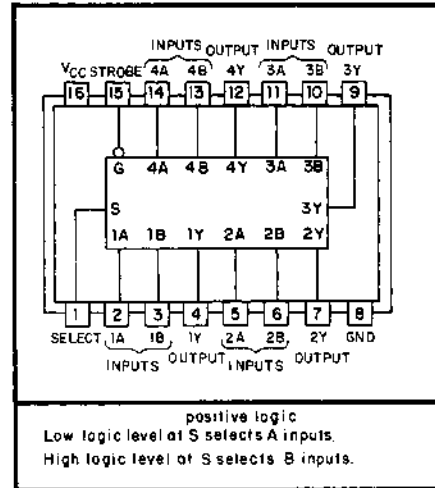 INPUTS INPUTS
OUTPUT OUTPUT
VCC STROBE 4A 4B 4Y 3A 3B 3Y
16 15 14 13 12 11 10 9
G 4A 4B 4Y 3A 3B
S 3Y
1A 1B 1Y 2A 2B 2Y
1 2 3 4 5 6 7 8
SELECT 1A 1B 1Y 2A 2B 2Y GND
OUTPUT OUTPUT
INPUTS INPUTS
positive logic
Low logic level at S selects A inputs.
High logic level at S selects B inputs.